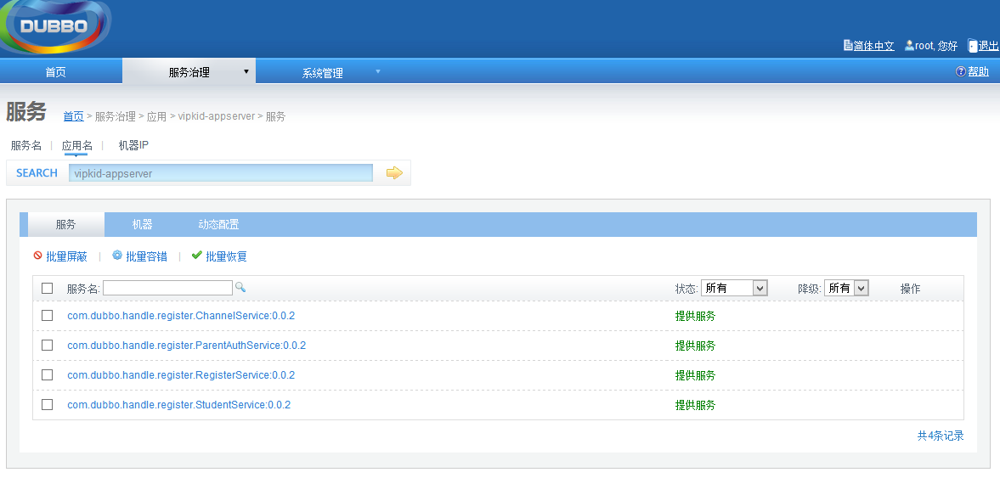 DUBBO
简体中文 root, 您好 退出
首页 服务治理 ▼ 系统管理 ▼ ? 帮助
服务 首页 > 服务治理 > 应用 > vipkid-appserver > 服务
服务名 | 应用名 | 机器IP
SEARCH vipkid-appserver
服务 机器 动态配置
批量屏蔽 | 批量容错 | 批量恢复
服务名: 状态: 所有 降级: 所有 操作
com.dubbo.handle.register.ChannelService:0.0.2 提供服务
com.dubbo.handle.register.ParentAuthService:0.0.2 提供服务
com.dubbo.handle.register.RegisterService:0.0.2 提供服务
com.dubbo.handle.register.StudentService:0.0.2 提供服务
共4条记录